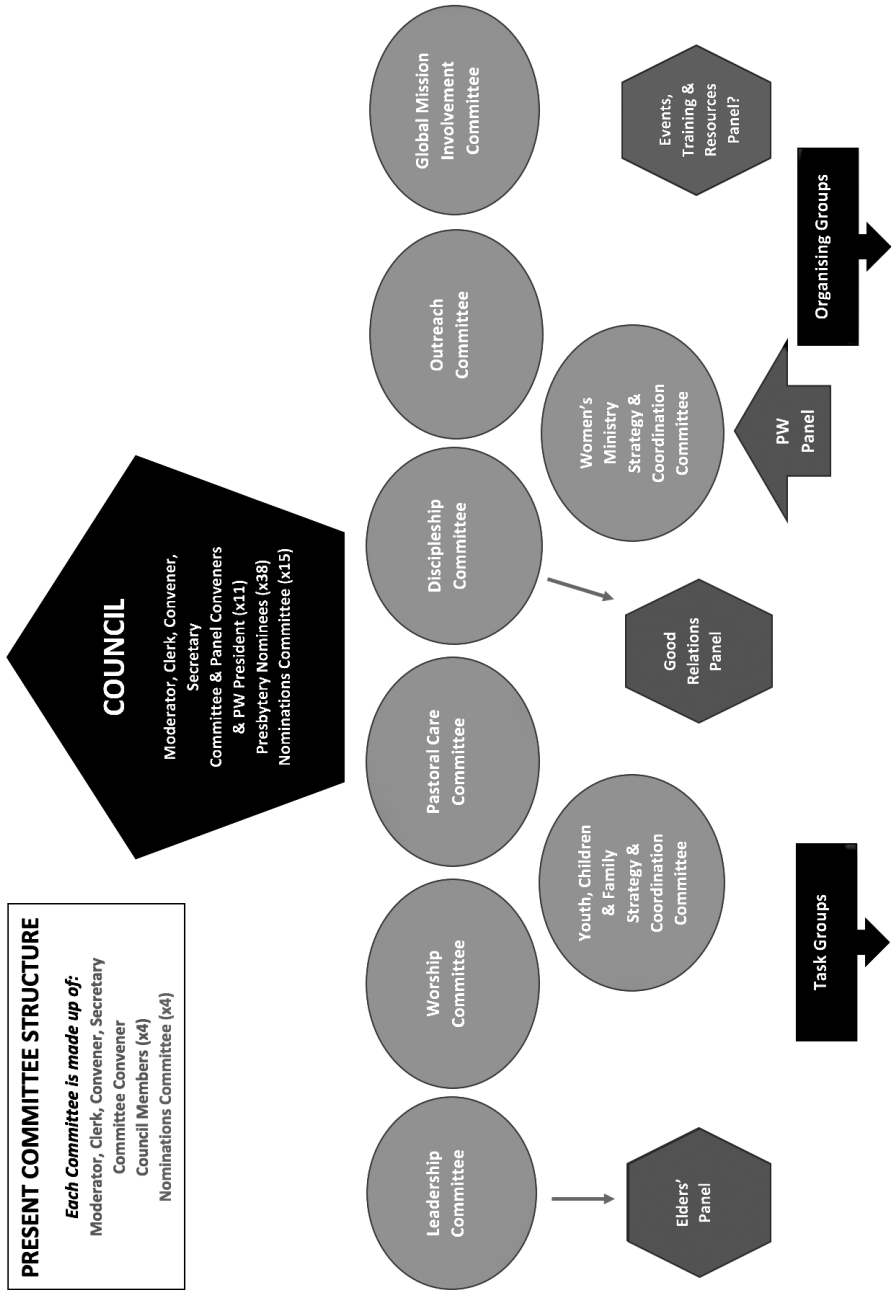 PRESENT COMMITTEE STRUCTURE
Each Committee is made up of:
Moderator, Clerk, Convener, Secretary
Committee Convener
Council Members (x4)
Nominations Committee (x4)
COUNCIL
Moderator, Clerk, Convener,
Secretary
Committee & Panel Conveners
& PW President (x11)
Presbytery Nominees (x38)
Nominations Committee (x15)
Leadership
Committee
Worship
Committee
Pastoral Care
Committee
Discipleship
Committee
Outreach
Committee
Global Mission
Involvement
Committee
Youth, Children
& Family
Strategy &
Coordination
Committee
Women's
Ministry
Strategy &
Coordination
Committee
Elders'
Panel
Good
Relations
Panel
Events,
Training &
Resources
Panel?
PW
Panel
Task Groups
Organising Groups